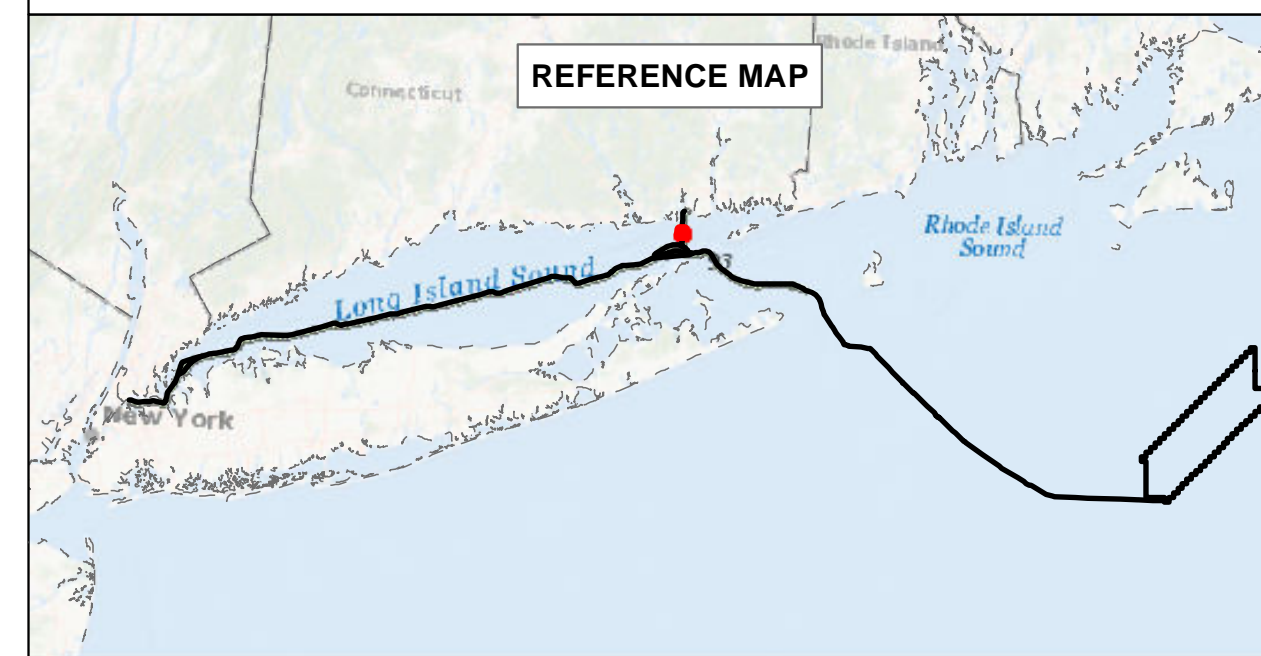 Rhode Island
REFERENCE MAP
Connecticut
Rhode Island
Sound
Long Island Sound
New York